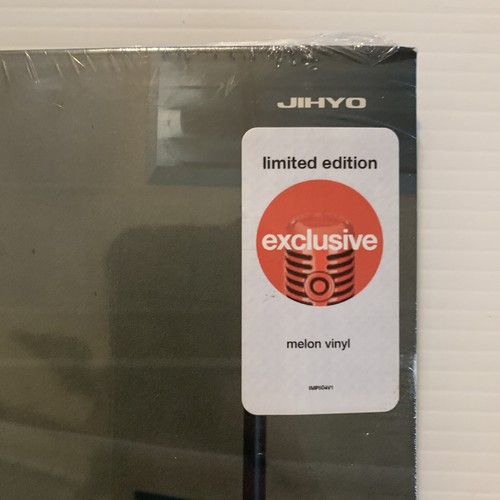 JIHYO
limited edition
exclusive
melon vinyl